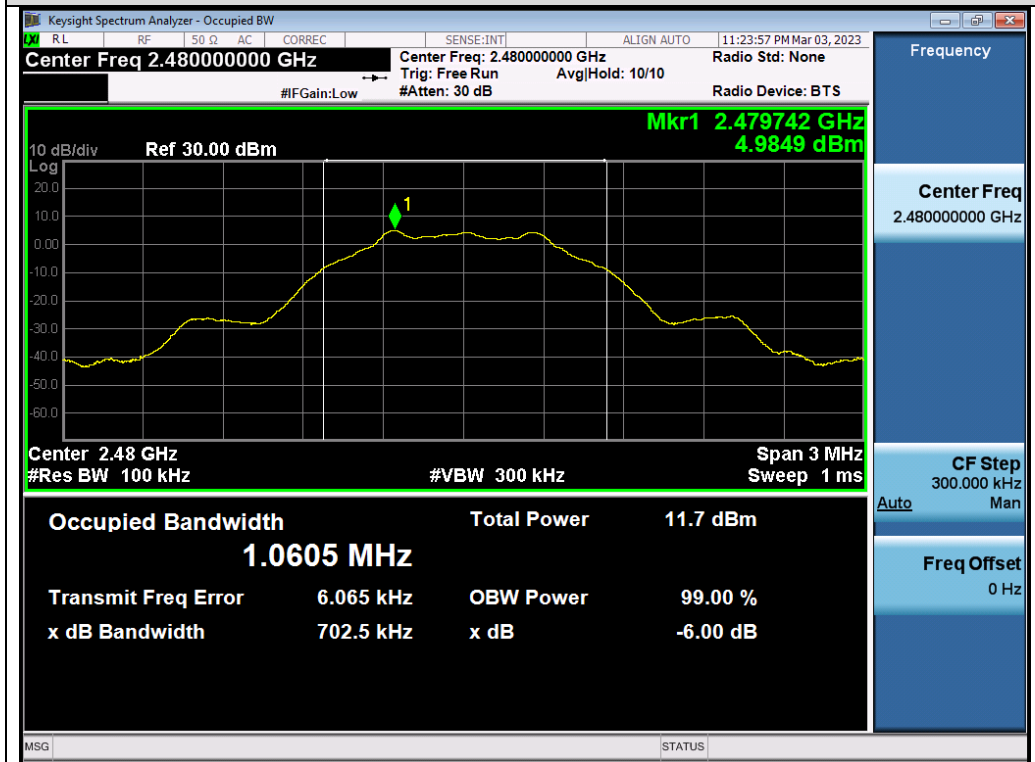 Keysight Spectrum Analyzer - Occupied BW
LXI RL RF 50 Ω AC CORREC SENSE:INT ALIGN AUTO 11:23:57 PM Mar 03, 2023
Center Freq 2.480000000 GHz
Center Freq: 2.480000000 GHz
Radio Std: None
Trig: Free Run Avg|Hold: 10/10
#IFGain:Low
#Atten: 30 dB
Radio Device: BTS
Mkr1 2.479742 GHz
4.9849 dBm
10 dB/div Ref 30.00 dBm
Log
20.0
10.0
0.00
-10.0
-20.0
-30.0
-40.0
-50.0
-60.0
1
Center 2.48 GHz
Span 3 MHz
#Res BW 100 kHz
#VBW 300 kHz
Sweep 1 ms
Occupied Bandwidth
1.0605 MHz
Total Power 11.7 dBm
Transmit Freq Error 6.065 kHz
OBW Power 99.00 %
x dB Bandwidth 702.5 kHz
x dB -6.00 dB
Frequency
Center Freq
2.480000000 GHz
CF Step
300.000 kHz
Auto Man
Freq Offset
0 Hz
MSG
STATUS